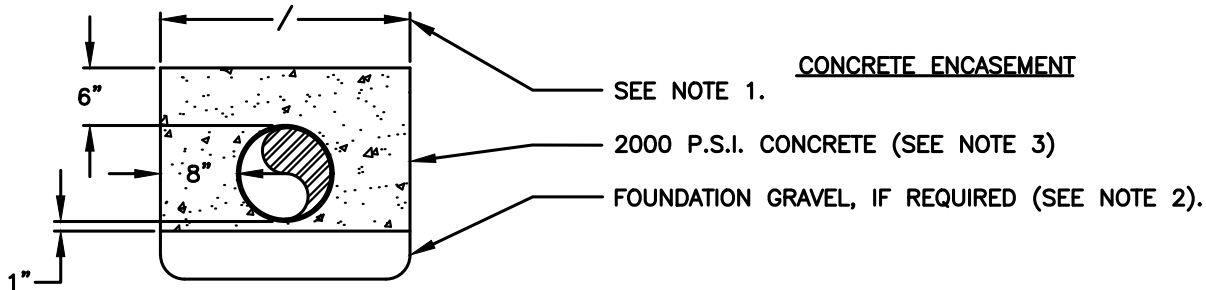 CONCRETE ENCASEMENT
6"
SEE NOTE 1.
2000 P.S.I. CONCRETE (SEE NOTE 3)
8"
FOUNDATION GRAVEL, IF REQUIRED (SEE NOTE 2).
1"